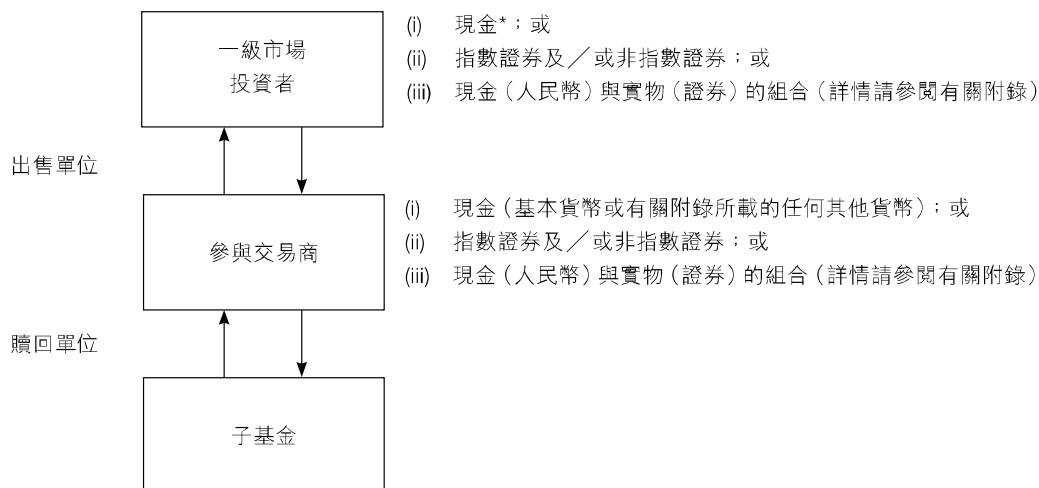 一級市場
投資者
(i) 現金*；或
(ii) 指數證券及／或非指數證券；或
(iii) 現金（人民幣）與實物（證券）的組合（詳情請參閱有關附錄）
出售單位
參與交易商
(i) 現金（基本貨幣或有關附錄所載的任何其他貨幣）；或
(ii) 指數證券及／或非指數證券；或
(iii) 現金（人民幣）與實物（證券）的組合（詳情請參閱有關附錄）
贖回單位
子基金